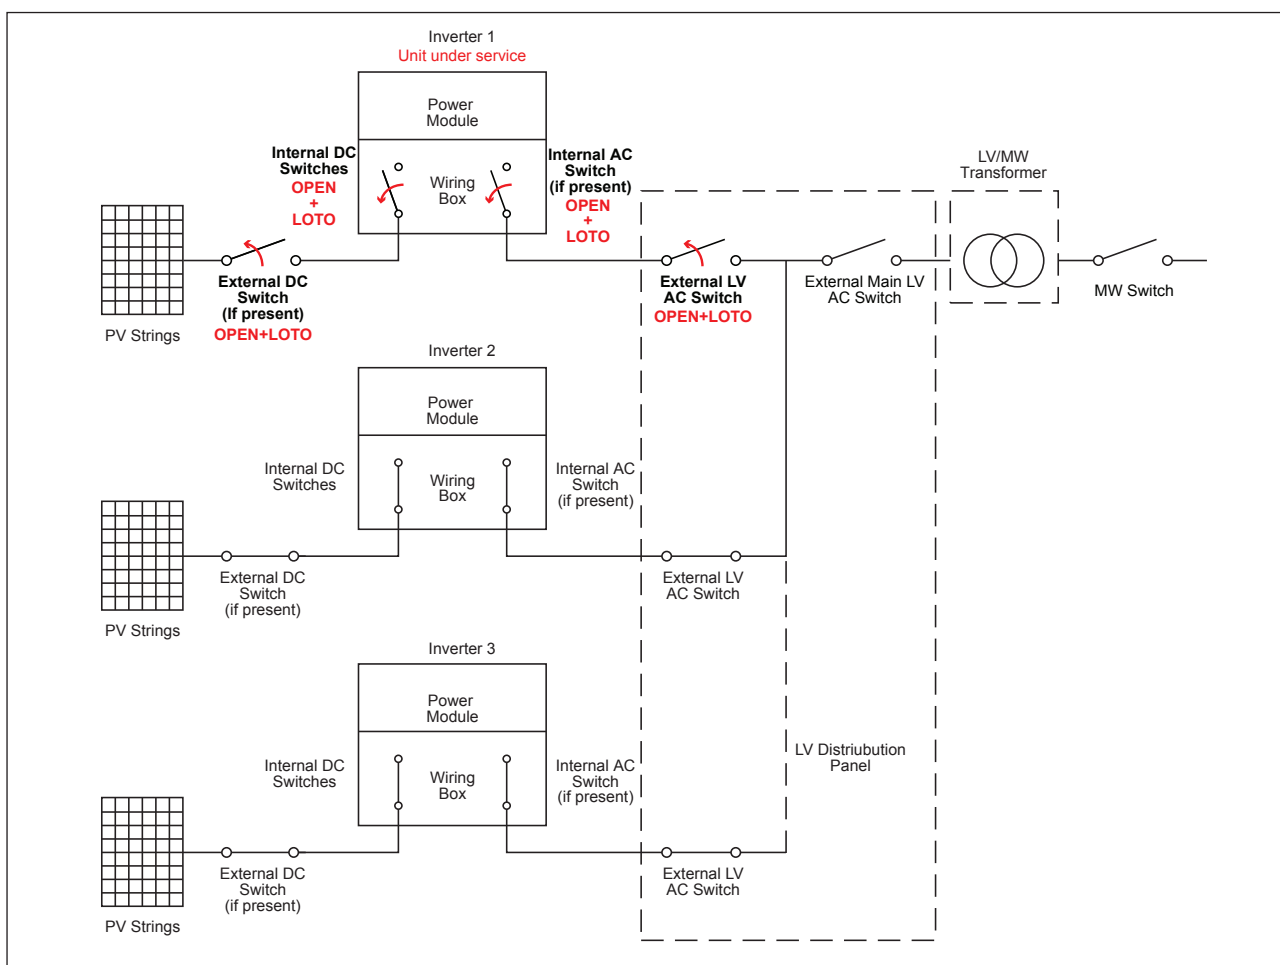 Inverter 1
Unit under service
Power
Module
Internal DC
Switches
OPEN
+
LOTO
Wiring
Box
Internal AC
Switch
(if present)
OPEN
+
LOTO
LV/MW
Transformer
External DC
Switch
(If present)
OPEN+LOTO
External LV
AC Switch
OPEN+LOTO
External Main LV
AC Switch
MW Switch
PV Strings
Inverter 2
Power
Module
Internal DC
Switches
Wiring
Box
Internal AC
Switch
(if present)
External DC
Switch
(if present)
External LV
AC Switch
PV Strings
Inverter 3
Power
Module
Internal DC
Switches
Wiring
Box
Internal AC
Switch
(if present)
LV Distriubution
Panel
External DC
Switch
(if present)
External LV
AC Switch
PV Strings